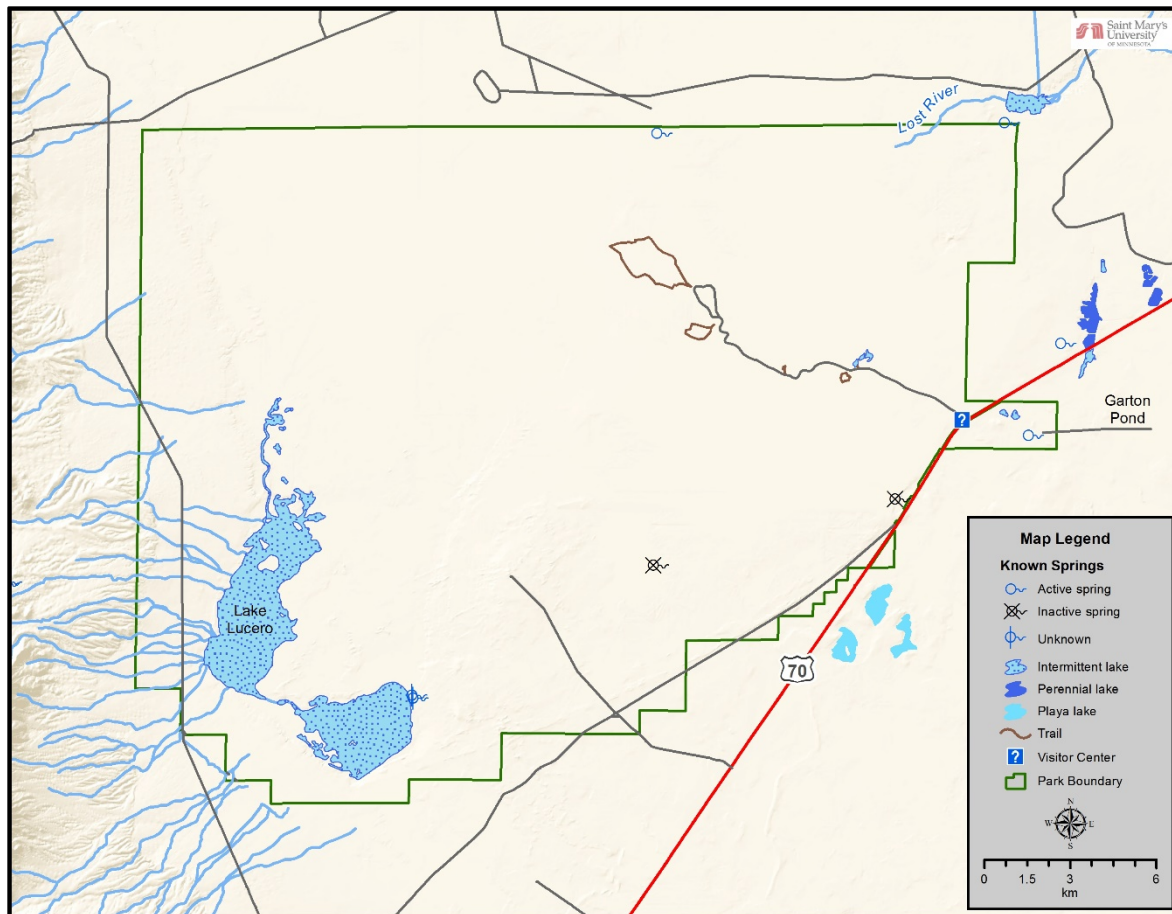 Saint Mary's
University
OF MINNESOTA
Lost River
Garton
Pond
?
Lake
Lucero
70
Map Legend
Known Springs
Active spring
Inactive spring
Unknown
Intermittent lake
Perennial lake
Playa lake
Trail
? Visitor Center
Park Boundary
N
W E
S
0 1.5 3 6
km